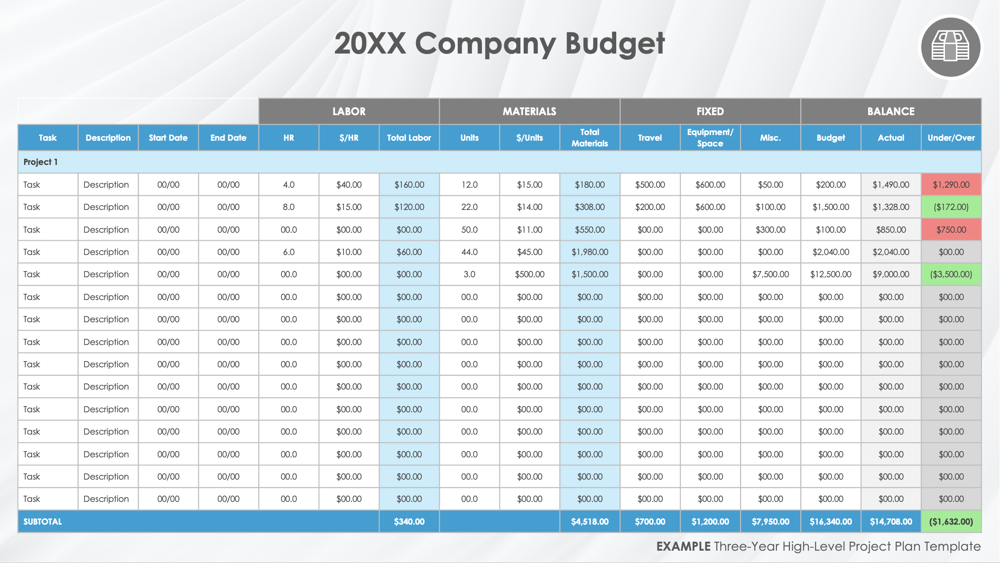 20XX Company Budget
LABOR MATERIALS FIXED BALANCE
Task Description Start Date End Date HR $/HR Total Labor Units $/Units Total Materials Travel Equipment/ Space Misc. Budget Actual Under/Over
Project 1
Task Description 00/00 00/00 4.0 $40.00 $160.00 12.0 $15.00 $180.00 $500.00 $600.00 $50.00 $200.00 $1,490.00 $1,290.00
Task Description 00/00 00/00 8.0 $15.00 $120.00 22.0 $14.00 $308.00 $200.00 $600.00 $100.00 $1,500.00 $1,328.00 ($172.00)
Task Description 00/00 00/00 00.0 $00.00 $00.00 50.0 $11.00 $550.00 $00.00 $00.00 $300.00 $100.00 $850.00 $750.00
Task Description 00/00 00/00 6.0 $10.00 $60.00 44.0 $45.00 $1,980.00 $00.00 $00.00 $00.00 $2,040.00 $2,040.00 $00.00
Task Description 00/00 00/00 00.0 $00.00 $00.00 3.0 $500.00 $1,500.00 $00.00 $00.00 $7,500.00 $12,500.00 $9,000.00 ($3,500.00)
Task Description 00/00 00/00 00.0 $00.00 $00.00 00.0 $00.00 $00.00 $00.00 $00.00 $00.00 $00.00 $00.00 $00.00
Task Description 00/00 00/00 00.0 $00.00 $00.00 00.0 $00.00 $00.00 $00.00 $00.00 $00.00 $00.00 $00.00 $00.00
Task Description 00/00 00/00 00.0 $00.00 $00.00 00.0 $00.00 $00.00 $00.00 $00.00 $00.00 $00.00 $00.00 $00.00
Task Description 00/00 00/00 00.0 $00.00 $00.00 00.0 $00.00 $00.00 $00.00 $00.00 $00.00 $00.00 $00.00 $00.00
Task Description 00/00 00/00 00.0 $00.00 $00.00 00.0 $00.00 $00.00 $00.00 $00.00 $00.00 $00.00 $00.00 $00.00
Task Description 00/00 00/00 00.0 $00.00 $00.00 00.0 $00.00 $00.00 $00.00 $00.00 $00.00 $00.00 $00.00 $00.00
Task Description 00/00 00/00 00.0 $00.00 $00.00 00.0 $00.00 $00.00 $00.00 $00.00 $00.00 $00.00 $00.00 $00.00
Task Description 00/00 00/00 00.0 $00.00 $00.00 00.0 $00.00 $00.00 $00.00 $00.00 $00.00 $00.00 $00.00 $00.00
Task Description 00/00 00/00 00.0 $00.00 $00.00 00.0 $00.00 $00.00 $00.00 $00.00 $00.00 $00.00 $00.00 $00.00
Task Description 00/00 00/00 00.0 $00.00 $00.00 00.0 $00.00 $00.00 $00.00 $00.00 $00.00 $00.00 $00.00 $00.00
SUBTOTAL $340.00 $4,518.00 $700.00 $1,200.00 $7,950.00 $16,340.00 $14,708.00 ($1,632.00)
EXAMPLE Three-Year High-Level Project Plan Template